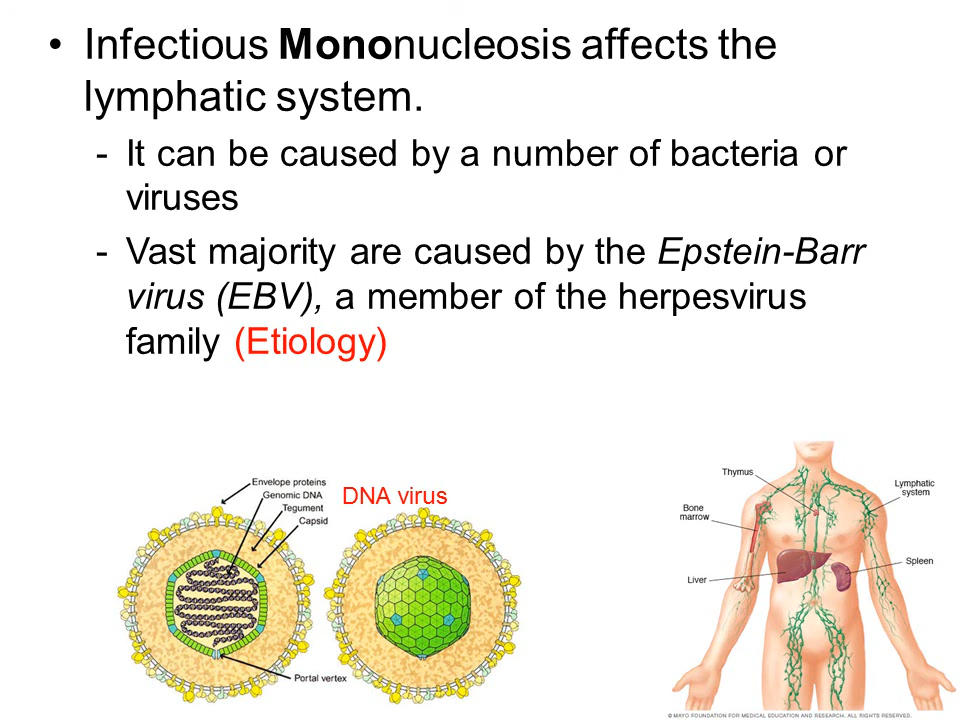 • Infectious Mononucleosis affects the
lymphatic system.
- It can be caused by a number of bacteria or
viruses
- Vast majority are caused by the Epstein-Barr
virus (EBV), a member of the herpesvirus
family (Etiology)
Envelope proteins
Genomic DNA
Tegument
Capsid
DNA virus
Portal vertex
Thymus
Lymphatic
system
Bone
marrow
Spleen
Liver
© MAYO FOUNDATION FOR MEDICAL EDUCATION AND RESEARCH. ALL RIGHTS RESERVED.